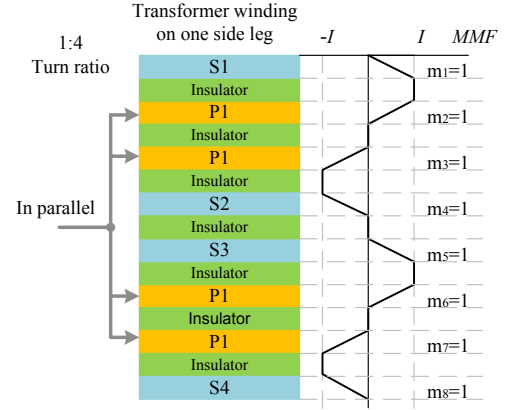 Transformer winding
on one side leg
-I
I
MMF
1:4
Turn ratio
S1
m1=1
Insulator
P1
m2=1
Insulator
P1
m3=1
Insulator
In parallel
S2
m4=1
Insulator
S3
m5=1
Insulator
P1
m6=1
Insulator
P1
m7=1
Insulator
S4
m8=1